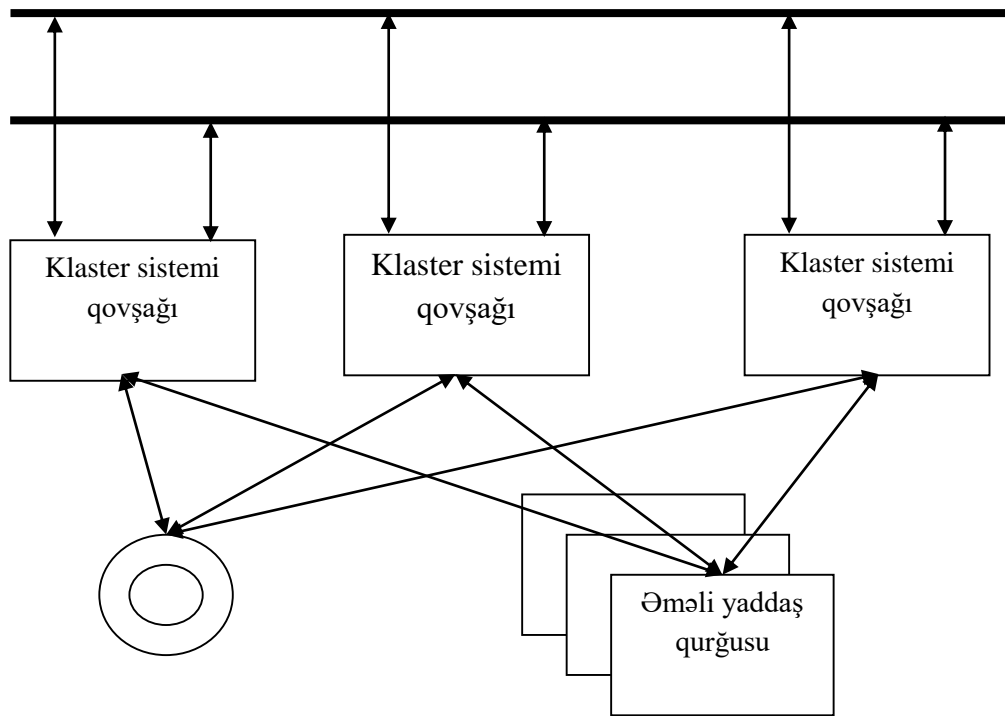 Klaster sistemi
qovşağı
Klaster sistemi
qovşağı
Klaster sistemi
qovşağı
Əməli yaddaş
qurğusu